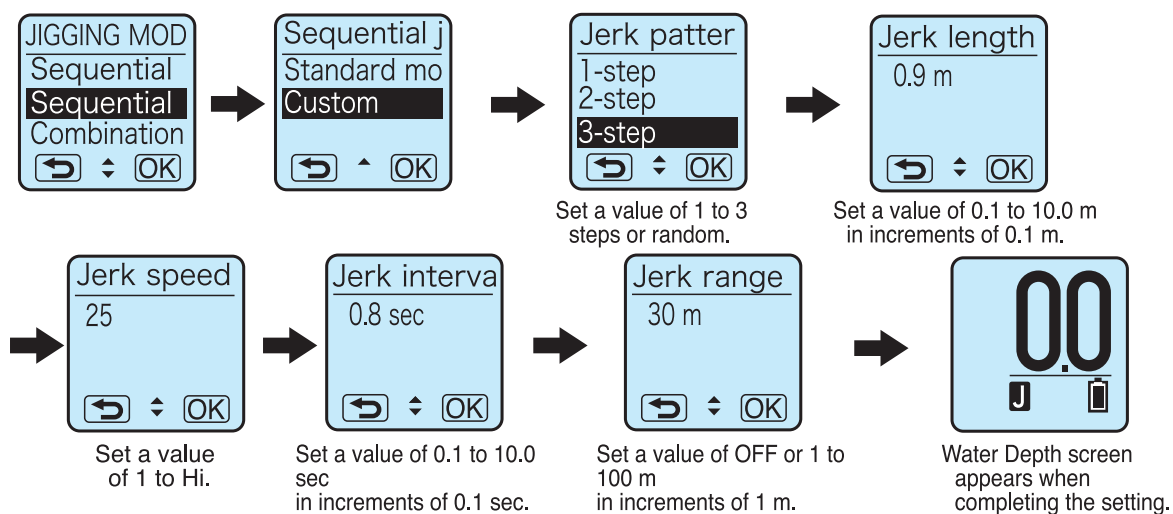 JIGGING MOD
Sequential
Sequential
Combination
OK
Sequential j
Standard mo
Custom
OK
Jerk patter
1-step
2-step
3-step
OK
Set a value of 1 to 3
steps or random.
Jerk length
0.9 m
OK
Set a value of 0.1 to 10.0 m
in increments of 0.1 m.
Jerk speed
25
OK
Set a value
of 1 to Hi.
Jerk interva
0.8 sec
OK
Set a value of 0.1 to 10.0
sec
in increments of 0.1 sec.
Jerk range
30 m
OK
Set a value of OFF or 1 to
100 m
in increments of 1 m.
0.0
J
Water Depth screen
appears when
completing the setting.